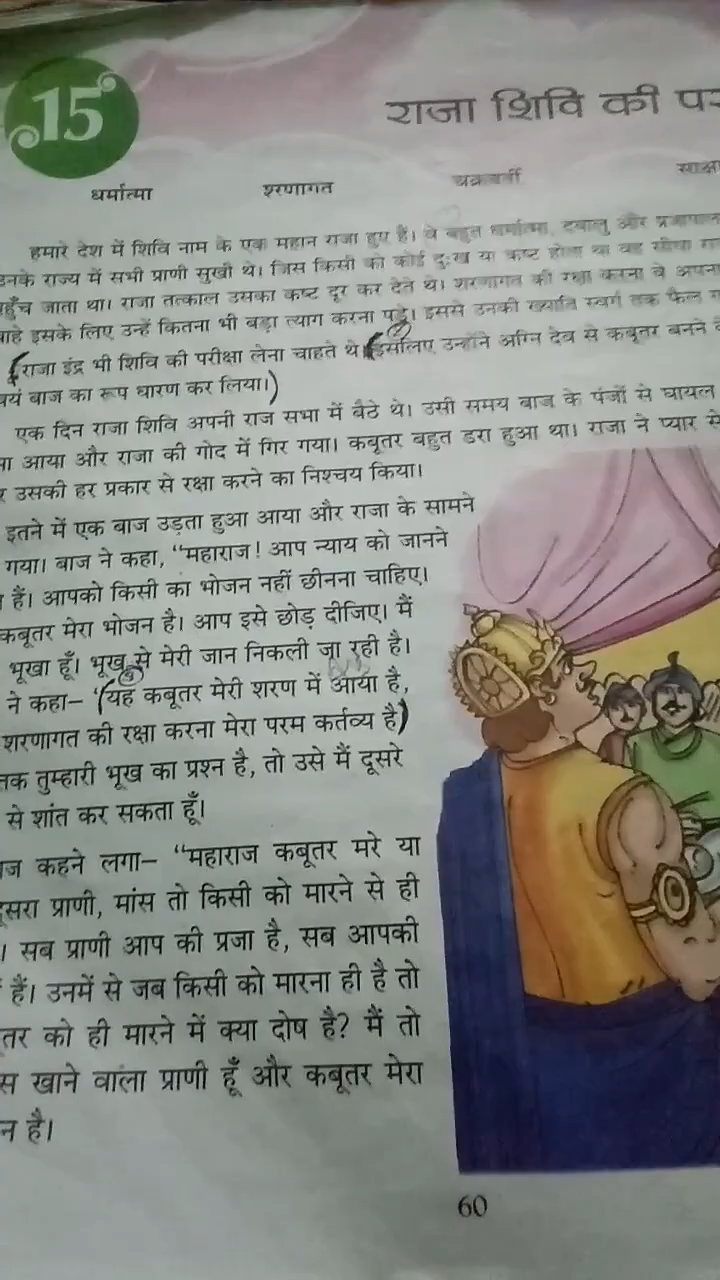 15
राजा शिवि की
धर्मात्मा शरणागत चक्रवर्ती
हमारे देश में शिवि नाम के एक महान राजा हुए हैं। वे बहुत धर्मात्मा, दयालु और
उनके राज्य में सभी प्राणी सुखी थे। जिस किसी को कोई दुःख या कष्ट होता था वह सीधा
पहुँच जाता था। राजा तत्काल उसका कष्ट दूर कर देते थे। शरणागत की रक्षा करना वे अपना
चाहे इसके लिए उन्हें कितना भी बड़ा त्याग करना पड़े। इससे उनकी ख्याति स्वर्ग तक फैल
राजा इंद्र भी शिवि की परीक्षा लेना चाहते थे। इसलिए उन्होंने अग्नि देव से कबूतर बनने
बाज का रूप धारण कर लिया।)
एक दिन राजा शिवि अपनी राज सभा में बैठे थे। उसी समय बाज के पंजों से घायल
आया और राजा की गोद में गिर गया। कबूतर बहुत डरा हुआ था। राजा ने प्यार से
उसकी हर प्रकार से रक्षा करने का निश्चय किया।
इतने में एक बाज उड़ता हुआ आया और राजा के सामने
गया। बाज ने कहा, “महाराज! आप न्याय को जानने
हैं। आपको किसी का भोजन नहीं छीनना चाहिए।
कबूतर मेरा भोजन है। आप इसे छोड़ दीजिए। मैं
भूखा हूँ। भूख से मेरी जान निकली जा रही है।
ने कहा– “(यह कबूतर मेरी शरण में आया है,
शरणागत की रक्षा करना मेरा परम कर्तव्य है)
तुम्हारी भूख का प्रश्न है, तो उसे मैं दूसरे
से शांत कर सकता हूँ।
कहने लगा– “महाराज कबूतर मरे या
दूसरा प्राणी, मांस तो किसी को मारने से ही
। सब प्राणी आप की प्रजा है, सब आपकी
हैं। उनमें से जब किसी को मारना ही है तो
को ही मारने में क्या दोष है? मैं तो
खाने वाला प्राणी हूँ और कबूतर मेरा
है।
60